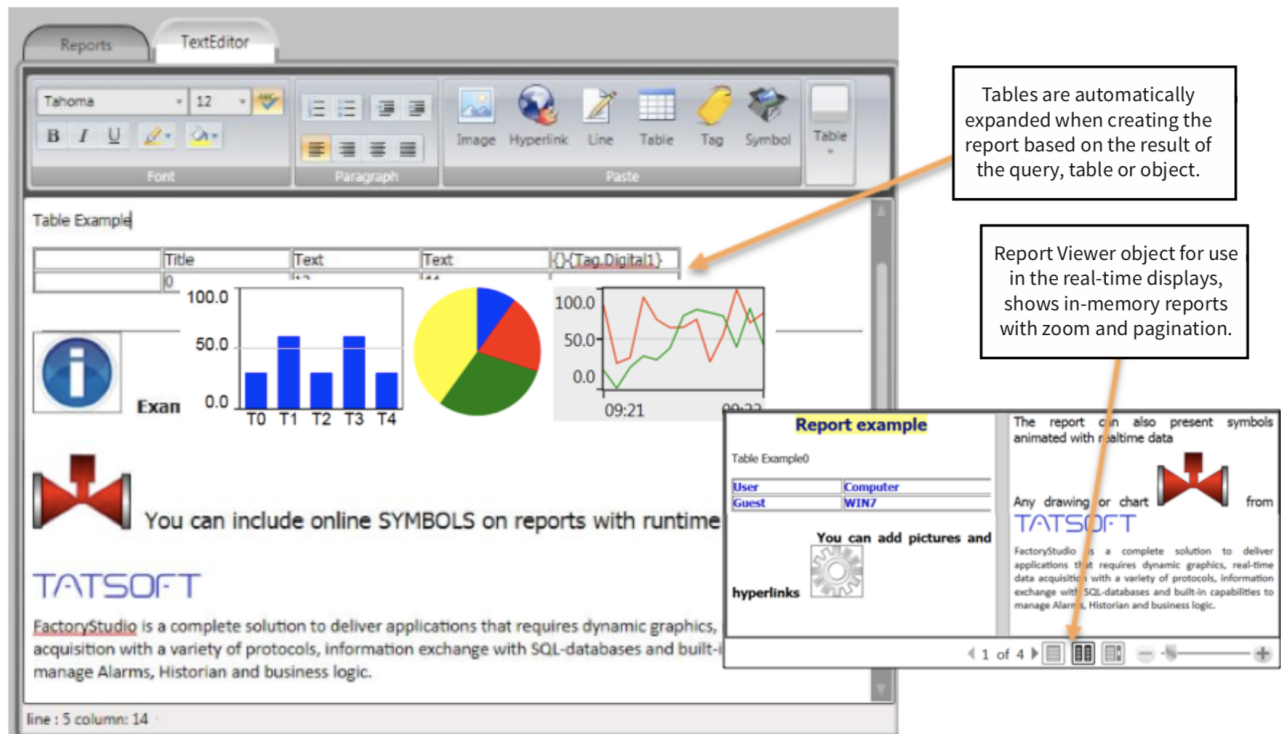 Reports
TextEditor
Tahoma
12
ABC
B I U
Font
Paragraph
Image
Hyperlink
Line
Table
Tag
Symbol
Paste
Table
Table Example
Title Text Text {}-{Tag.Digital1}
0
100.0
50.0
0.0
T0 T1 T2 T3 T4
100.0
50.0
0.0
09:21
Exan
You can include online SYMBOLS on reports with runtime
TATSOFT
FactoryStudio is a complete solution to deliver applications that requires dynamic graphics,
acquisition with a variety of protocols, information exchange with SQL-databases and built-i
manage Alarms, Historian and business logic.
line : 5 column: 14
Tables are automatically
expanded when creating the
report based on the result of
the query, table or object.
Report Viewer object for use
in the real-time displays,
shows in-memory reports
with zoom and pagination.
Report example
Table Example0
User Computer
Guest WIN7
You can add pictures and
hyperlinks
The report can also present symbols
animated with realtime data
Any drawing or chart from
TATSOFT
FactoryStudio is a complete solution to deliver
applications that requires dynamic graphics, real-time
data acquisition with a variety of protocols, information
exchange with SQL-databases and built-in capabilities to
manage Alarms, Historian and business logic.
1 of 4